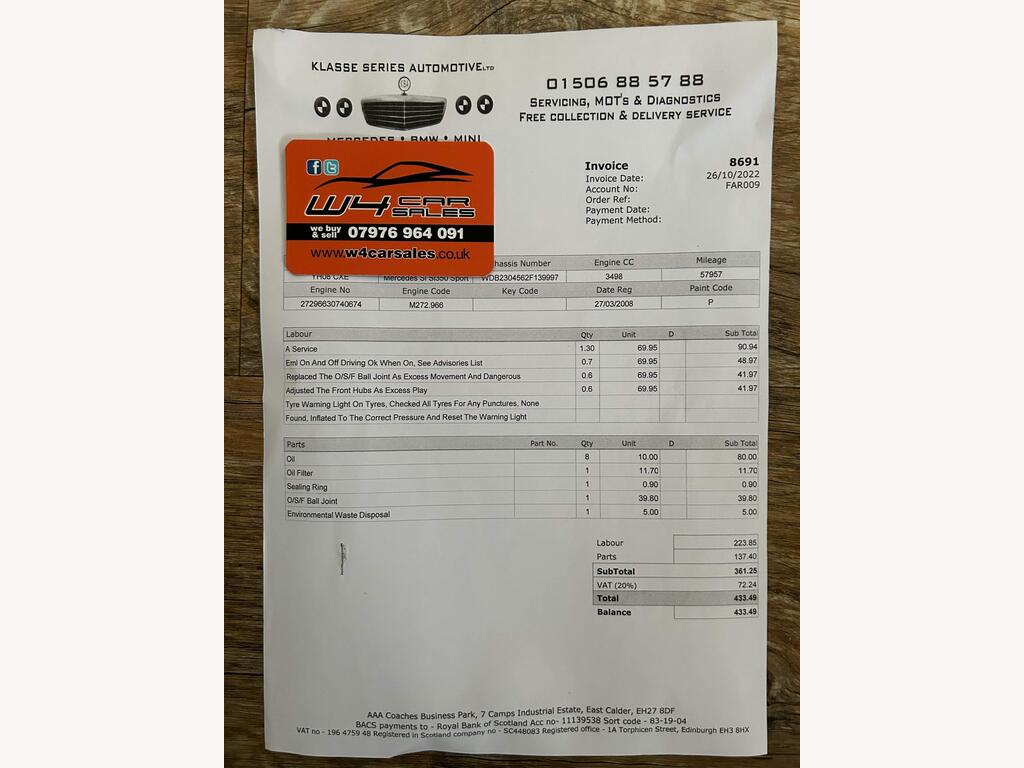 KLASSE SERIES AUTOMOTIVE LTD
01506 88 57 88
SERVICING, MOT's & DIAGNOSTICS
FREE COLLECTION & DELIVERY SERVICE
MERCEDES * BMW * MINI
f t
W4 CAR SALES
we buy & sell 07976 964 091
www.w4carsales.co.uk
Invoice 8691
Invoice Date: 26/10/2022
Account No: FAR009
Order Ref:
Payment Date:
Payment Method:
Chassis Number Engine CC Mileage
YH08 CXE Mercedes Sl Sl350 Sport WDB2304562F139997 3498 57957
Engine No Engine Code Key Code Date Reg Paint Code
27296630740674 M272.966 27/03/2008 P
Labour Qty Unit D Sub Total
A Service 1.30 69.95 90.94
Eml On And Off Driving Ok When On, See Advisories List 0.7 69.95 48.97
Replaced The O/S/F Ball Joint As Excess Movement And Dangerous 0.6 69.95 41.97
Adjusted The Front Hubs As Excess Play 0.6 69.95 41.97
Tyre Warning Light On Tyres, Checked All Tyres For Any Punctures, None
Found, Inflated To The Correct Pressure And Reset The Warning Light
Parts Part No. Qty Unit D Sub Total
Oil 8 10.00 80.00
Oil Filter 1 11.70 11.70
Sealing Ring 1 0.90 0.90
O/S/F Ball Joint 1 39.80 39.80
Environmental Waste Disposal 1 5.00 5.00
Labour 223.85
Parts 137.40
SubTotal 361.25
VAT (20%) 72.24
Total 433.49
Balance 433.49
AAA Coaches Business Park, 7 Camps Industrial Estate, East Calder, EH27 8DF
BACS payments to - Royal Bank of Scotland Acc no- 11139538 Sort code - 83-19-04
VAT no - 196 4759 48 Registered in Scotland company no - SC448083 Registered office - 1A Torphicen Street, Edinburgh EH3 8HX